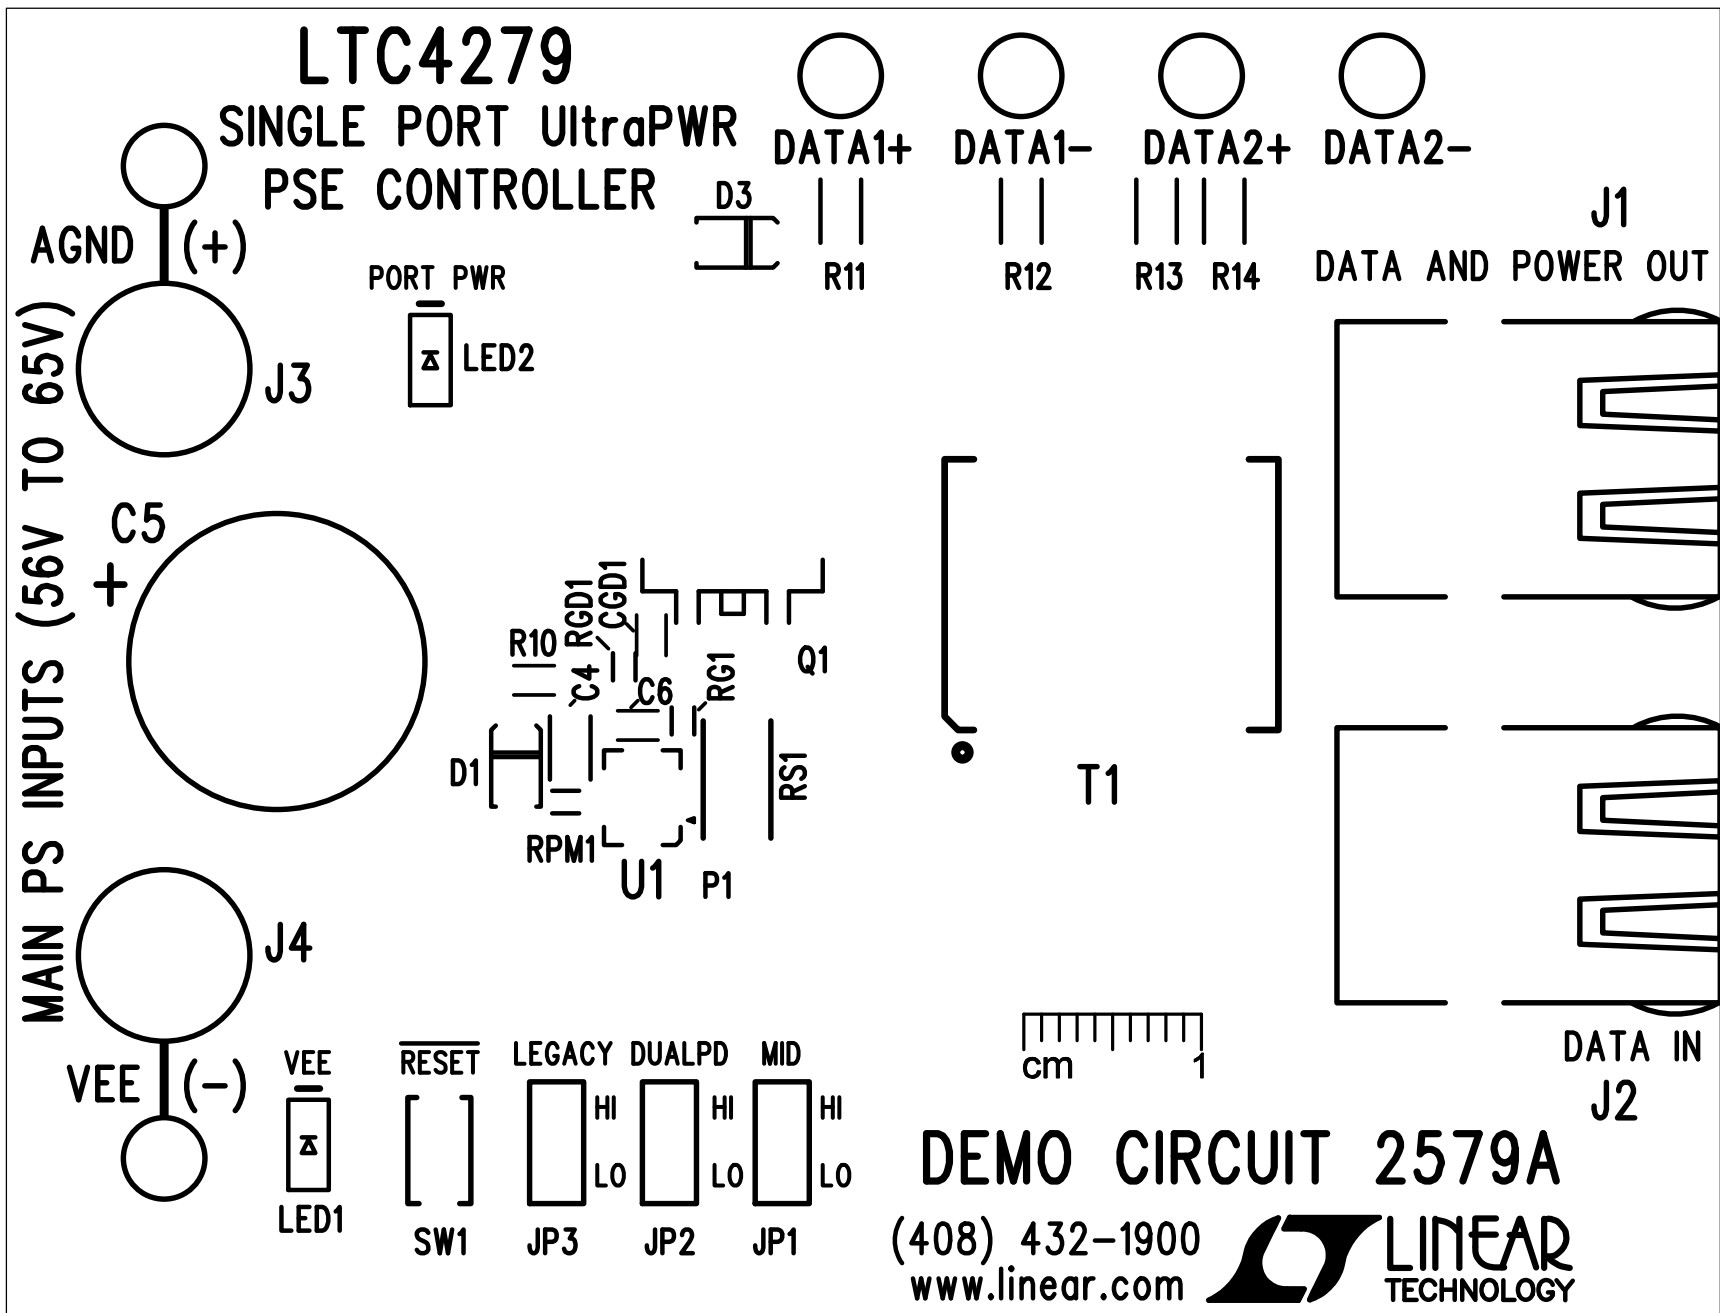 LTC4279
SINGLE PORT UltraPWR
PSE CONTROLLER
DATA1+
DATA1-
DATA2+
DATA2-
D3
R11
R12
R13
R14
J1
DATA AND POWER OUT
AGND
(+)
PORT PWR
LED2
J3
MAIN PS INPUTS (56V TO 65V)
C5
+
RGD1
CGD1
R10
C4
C6
RG1
Q1
D1
RS1
RPM1
U1
P1
T1
J4
VEE
(-)
VEE
LED1
RESET
SW1
LEGACY
HI
LO
JP3
DUALPD
HI
LO
JP2
MID
HI
LO
JP1
cm 1
DATA IN
J2
DEMO CIRCUIT 2579A
(408) 432-1900
www.linear.com
LINEAR
TECHNOLOGY